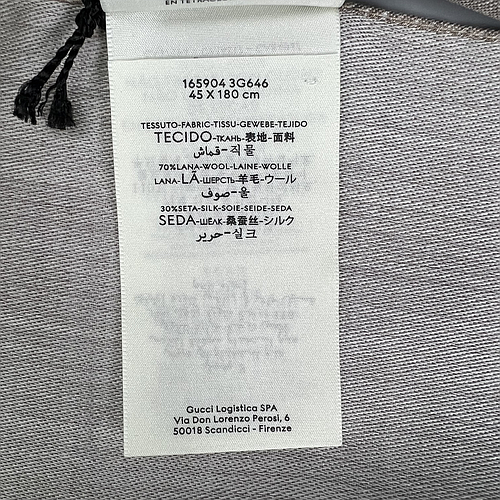 165904 3G646
45 X 180 cm
TESSUTO-FABRIC-TISSU-GEWEBE-TEJIDO
TECIDO-ТКАНЬ-表地-面料
직물-قماش
70%LANA-WOOL-LAINE-WOLLE
LANA-LÃ-ШЕРСТЬ-羊毛-ウール
울-صوف
30%SETA-SILK-SOIE-SEIDE-SEDA
SEDA-ШЁЛК-桑蚕丝-シルク
실크-حرير
Gucci Logistica SPA
Via Don Lorenzo Perosi, 6
50018 Scandicci - Firenze